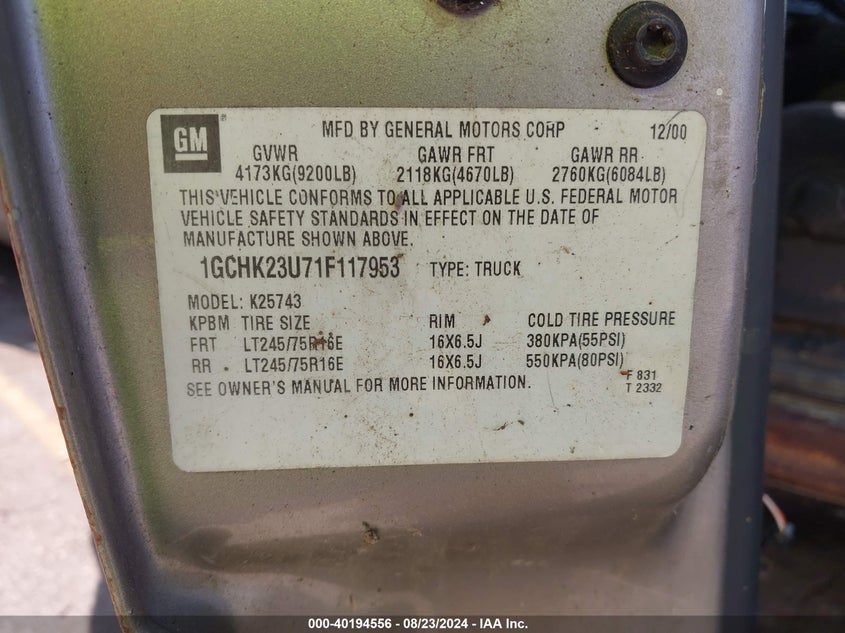 GM ® MFD BY GENERAL MOTORS CORP 12/00
GVWR GAWR FRT GAWR RR
4173KG(9200LB) 2118KG(4670LB) 2760KG(6084LB)
THIS VEHICLE CONFORMS TO ALL APPLICABLE U.S. FEDERAL MOTOR
VEHICLE SAFETY STANDARDS IN EFFECT ON THE DATE OF
MANUFACTURE SHOWN ABOVE.
1GCHK23U71F117953 TYPE: TRUCK
MODEL: K25743
KPBM TIRE SIZE RIM COLD TIRE PRESSURE
FRT LT245/75R16E 16X6.5J 380KPA(55PSI)
RR LT245/75R16E 16X6.5J 550KPA(80PSI)
SEE OWNER'S MANUAL FOR MORE INFORMATION.
F 831
T 2332
000-40194556 - 08/23/2024 - IAA Inc.